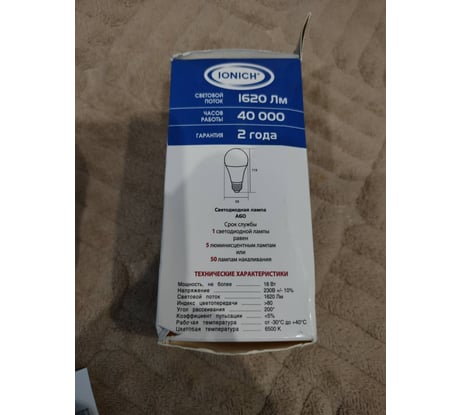 IONICH®
СВЕТОВОЙ ПОТОК 1620 Лм
ЧАСОВ РАБОТЫ 40 000
ГАРАНТИЯ 2 года
Светодиодная лампа
A60
Срок службы
1 светодиодной лампы
равен
5 люминисцентным лампам
или
50 лампам накаливания
ТЕХНИЧЕСКИЕ ХАРАКТЕРИСТИКИ
Мощность, не более - 18 Вт
Напряжение - 230В +/- 10%
Световой поток - 1620 Лм
Индекс цветопередачи - >80
Угол рассеивания - 200°
Коэффициент пульсации - <5%
Рабочая температура - от -30°С до +40°С
Цветовая температура - 6500 K